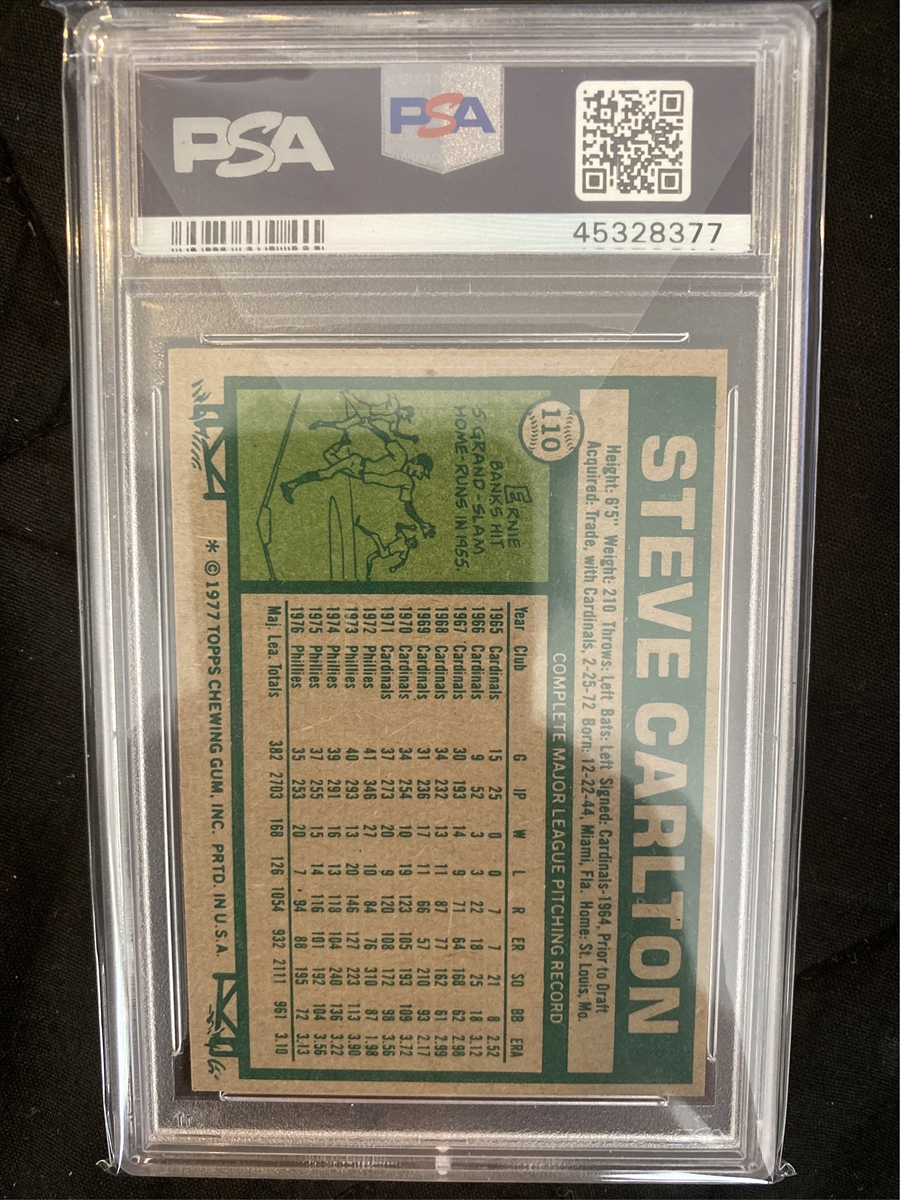 PSA
PSA
45328377
STEVE CARLTON
Height: 6'5" Weight: 210 Throws: Left Bats: Left Signed: Cardinals-1964, Prior to Draft
Acquired: Trade, with Cardinals, 2-25-72 Born: 12-22-44, Miami, Fla. Home: St. Louis, Mo.
110
COMPLETE MAJOR LEAGUE PITCHING RECORD
ERNIE
BANKS HIT
5 GRAND-SLAM
HOME-RUNS IN 1955.
Year Club G IP W L R ER SO BB ERA
1965 Cardinals 15 25 0 0 7 7 21 8 2.52
1966 Cardinals 9 52 3 3 22 18 25 18 3.12
1967 Cardinals 30 193 14 9 71 64 168 62 2.98
1968 Cardinals 34 232 13 11 87 77 162 61 2.99
1969 Cardinals 31 236 17 11 66 57 210 93 2.17
1970 Cardinals 34 254 10 19 123 105 193 109 3.72
1971 Cardinals 37 273 20 9 120 108 172 98 3.56
1972 Phillies 41 346 27 10 84 76 310 87 1.98
1973 Phillies 40 293 13 20 146 127 223 113 3.90
1974 Phillies 39 291 16 13 118 104 240 136 3.22
1975 Phillies 37 255 15 14 116 101 192 104 3.56
1976 Phillies 35 253 20 7 94 88 195 72 3.13
Maj. Lea. Totals 382 2703 168 126 1054 932 2111 961 3.10
* © 1977 TOPPS CHEWING GUM, INC. PRTD. IN U.S.A.